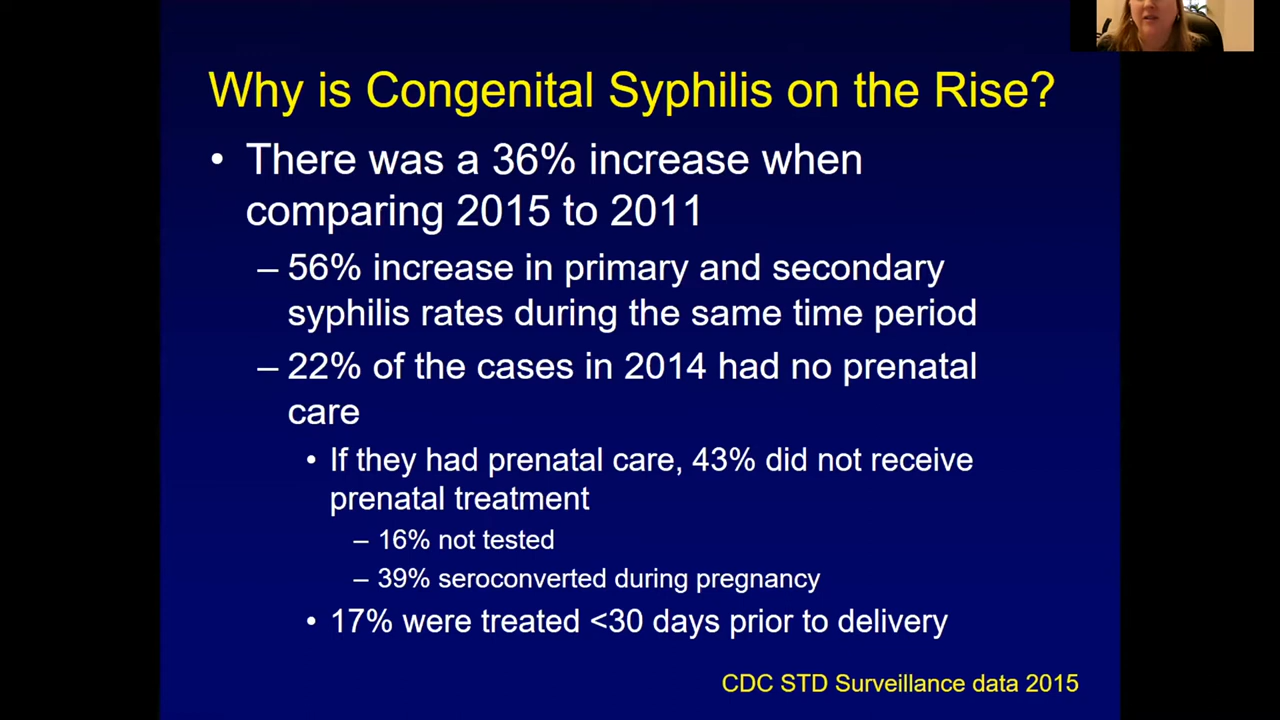 Why is Congenital Syphilis on the Rise?
• There was a 36% increase when
comparing 2015 to 2011
– 56% increase in primary and secondary
syphilis rates during the same time period
– 22% of the cases in 2014 had no prenatal
care
• If they had prenatal care, 43% did not receive
prenatal treatment
– 16% not tested
– 39% seroconverted during pregnancy
• 17% were treated <30 days prior to delivery
CDC STD Surveillance data 2015